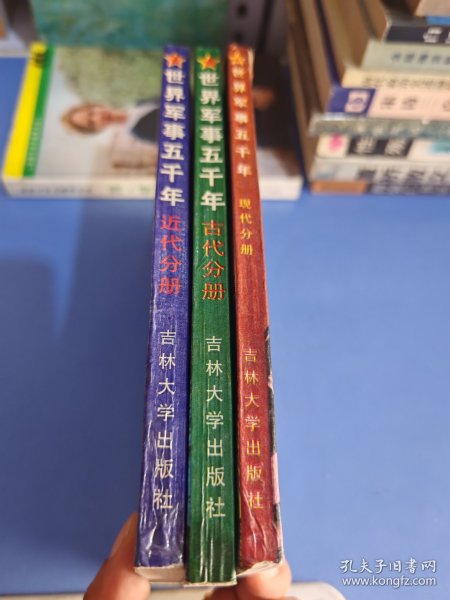 世界军事五千年
近代分册
吉林大学出版社
世界军事五千年
古代分册
吉林大学出版社
世界军事五千年
现代分册
吉林大学出版社
孔夫子旧书网
www.kongfz.com